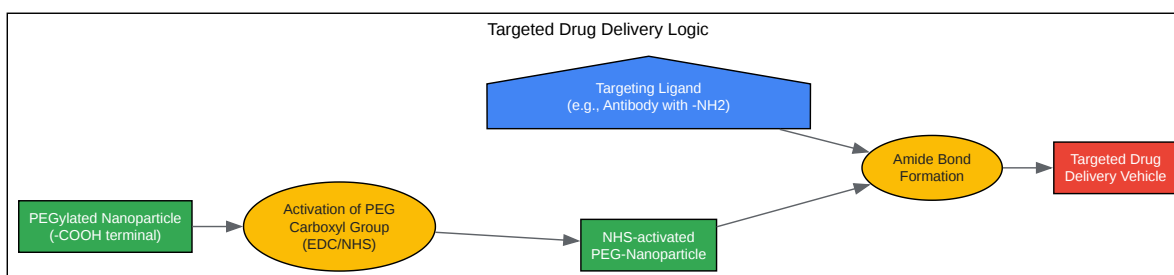 Targeted Drug Delivery Logic
Targeting Ligand
(e.g., Antibody with -NH2)
Amide Bond
Formation
Targeted Drug
Delivery Vehicle
PEGylated Nanoparticle
(-COOH terminal)
Activation of PEG
Carboxyl Group
(EDC/NHS)
NHS-activated
PEG-Nanoparticle